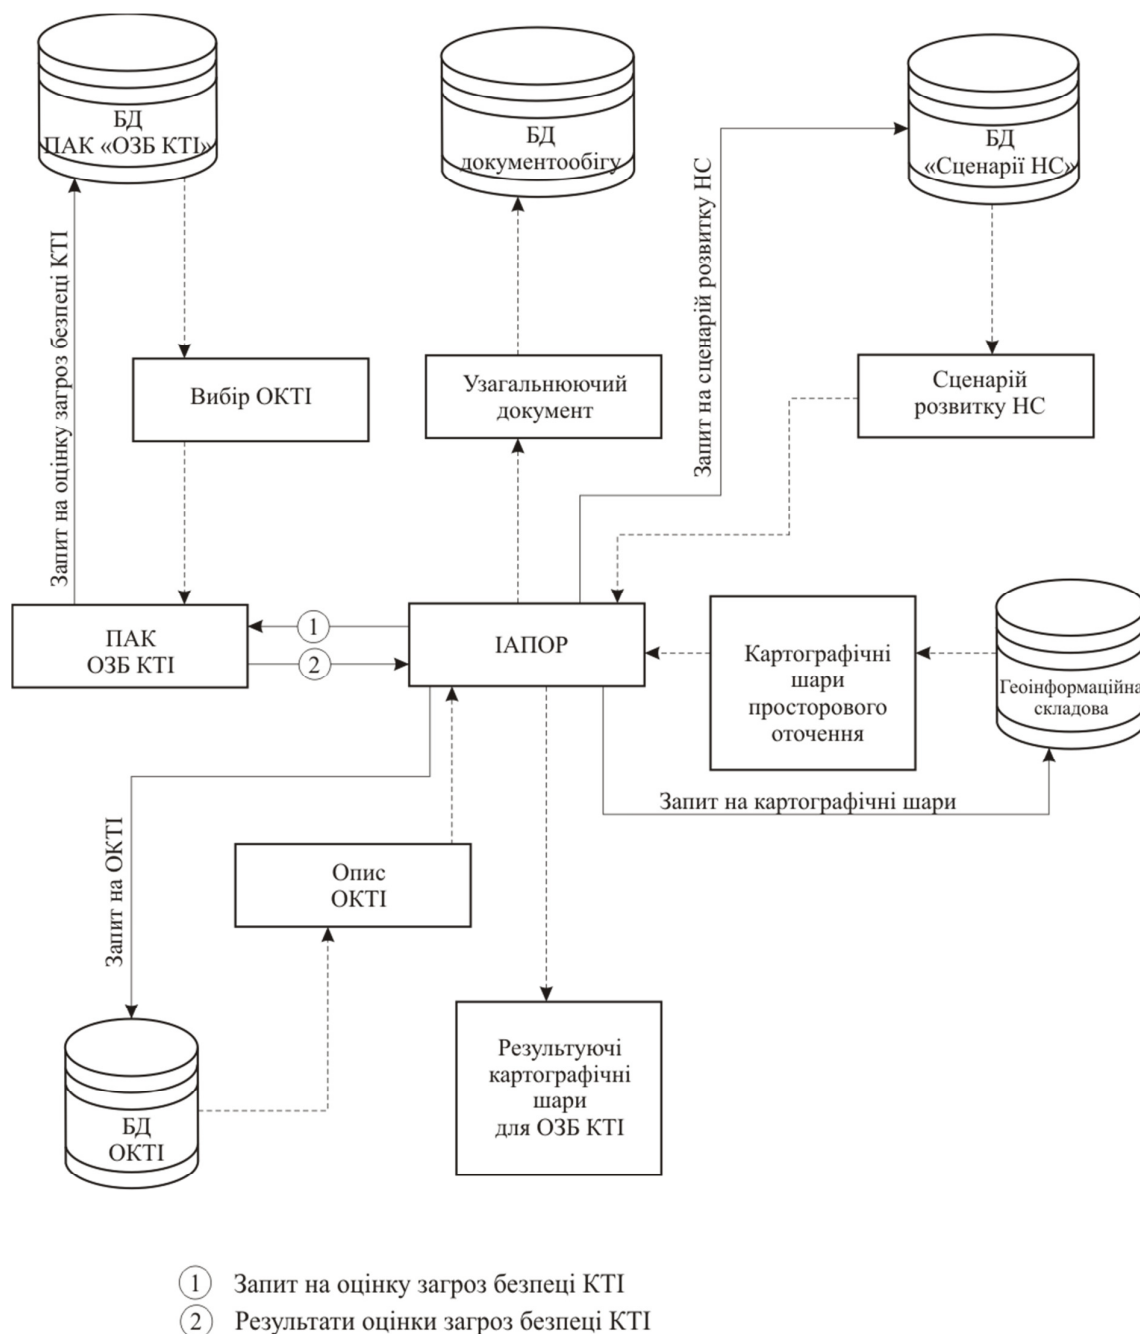 БД
ПАК «ОЗБ КТІ»
БД
документообігу
БД
«Сценарії НС»
Запит на оцінку загроз безпеці КТІ
Запит на сценарій розвитку НС
Вибір ОКТІ
Узагальнюючий
документ
Сценарій
розвитку НС
ПАК
ОЗБ КТІ
1
2
ІАПОР
Картографічні
шари
просторового
оточення
Геоінформаційна
складова
Запит на картографічні шари
Запит на ОКТІ
Опис
ОКТІ
БД
ОКТІ
Результуючі
картографічні
шари
для ОЗБ КТІ
1 Запит на оцінку загроз безпеці КТІ
2 Результати оцінки загроз безпеці КТІ